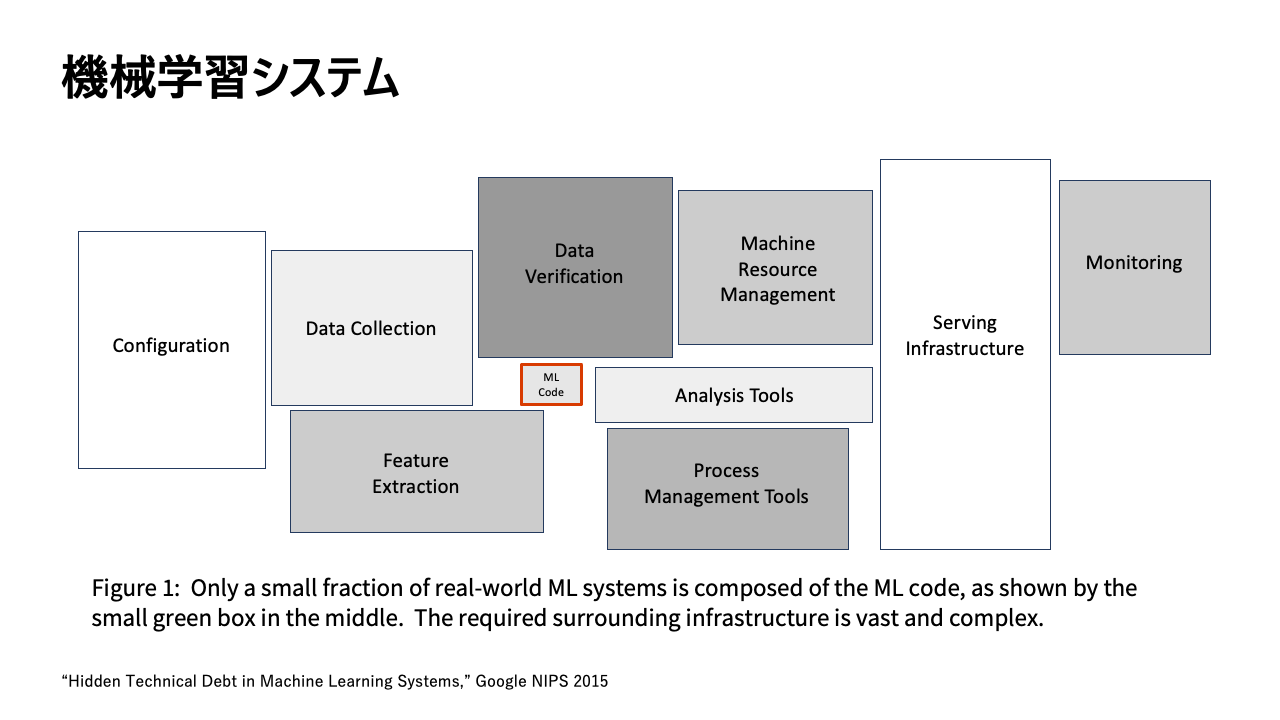 機械学習システム
Configuration
Data Collection
Data
Verification
Machine
Resource
Management
Serving
Infrastructure
Monitoring
ML
Code
Analysis Tools
Feature
Extraction
Process
Management Tools
Figure 1:  Only a small fraction of real-world ML systems is composed of the ML code, as shown by the
small green box in the middle.  The required surrounding infrastructure is vast and complex.
“Hidden Technical Debt in Machine Learning Systems,” Google NIPS 2015